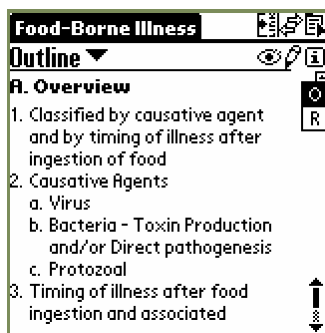 Food-Borne Illness
Outline
A. Overview
O
R
1. Classified by causative agent
and by timing of illness after
ingestion of food
2. Causative Agents
a. Virus
b. Bacteria - Toxin Production
and/or Direct pathogenesis
c. Protozoal
3. Timing of illness after food
ingestion and associated